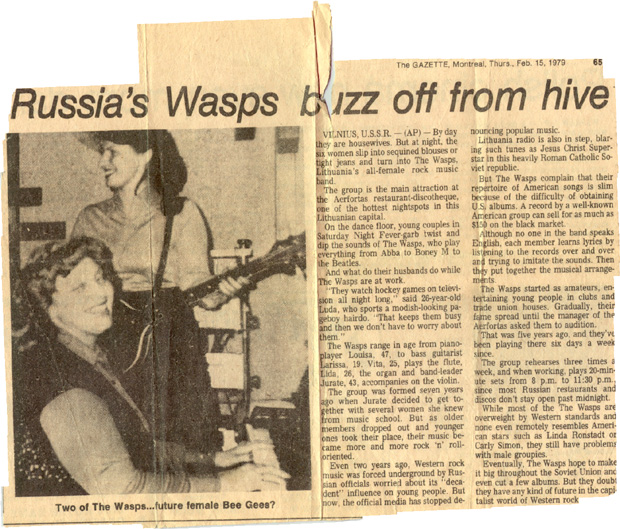 The GAZETTE, Montreal, Thurs., Feb. 15, 1979 65
Russia's Wasps buzz off from hive
VILNIUS, U.S.S.R. — (AP) — By day
they are housewives. But at night, the
six women slip into sequined blouses or
tight jeans and turn into The Wasps,
Lithuania's all-female rock music
band.
The group is the main attraction at
the Aerfortas restaurant-discotheque,
one of the hottest nightspots in this
Lithuanian capital.
On the dance floor, young couples in
Saturday Night Fever-garb twist and
dip the sounds of The Wasps, who play
everything from Abba to Boney M to
the Beatles.
And what do their husbands do while
The Wasps are at work.
"They watch hockey games on televi-
sion all night long," said 26-year-old
Luda, who sports a modish-looking pa-
geboy hairdo. "That keeps them busy
and then we don't have to worry about
them."
The Wasps range in age from piano-
player Louisa, 47, to bass guitarist
Larissa, 19. Vita, 25, plays the flute,
Lida, 26, the organ and band-leader
Jurate, 43, accompanies on the violin.
The group was formed seven years
ago when Jurate decided to get to-
gether with several women she knew
from music school. But as older
members dropped out and younger
ones took their place, their music be-
came more and more rock 'n' roll-
oriented.
Even two years ago, Western rock
music was forced underground by Rus-
sian officials worried about its "deca-
dent" influence on young people. But
now, the official media has stopped de-
nouncing popular music.
Lithuania radio is also in step, blar-
ing such tunes as Jesus Christ Super-
star in this heavily Roman Catholic So-
viet republic.
But The Wasps complain that their
repertoire of American songs is slim
because of the difficulty of obtaining
U.S. albums. A record by a well-known
American group can sell for as much as
$150 on the black market.
Although no one in the band speaks
English, each member learns lyrics by
listening to the records over and over
and trying to imitate the sounds. Then
they put together the musical arrange-
ments.
The Wasps started as amateurs, en-
tertaining young people in clubs and
trade union houses. Gradually, their
fame spread until the manager of the
Aerfortas asked them to audition.
That was five years ago, and they've
been playing there six days a week
since.
The group rehearses three times a
week, and when working, plays 20-min-
ute sets from 8 p.m. to 11:30 p.m.,
since most Russian restaurants and
discos don't stay open past midnight.
While most of the The Wasps are
overweight by Western standards and
none even remotely resembles Ameri-
can stars such as Linda Ronstadt or
Carly Simon, they still have problems
with male groupies.
Eventually, The Wasps hope to make
it big throughout the Soviet Union and
even cut a few albums. But they doubt
they have any kind of future in the capi-
talist world of Western rock
Two of The Wasps...future female Bee Gees?